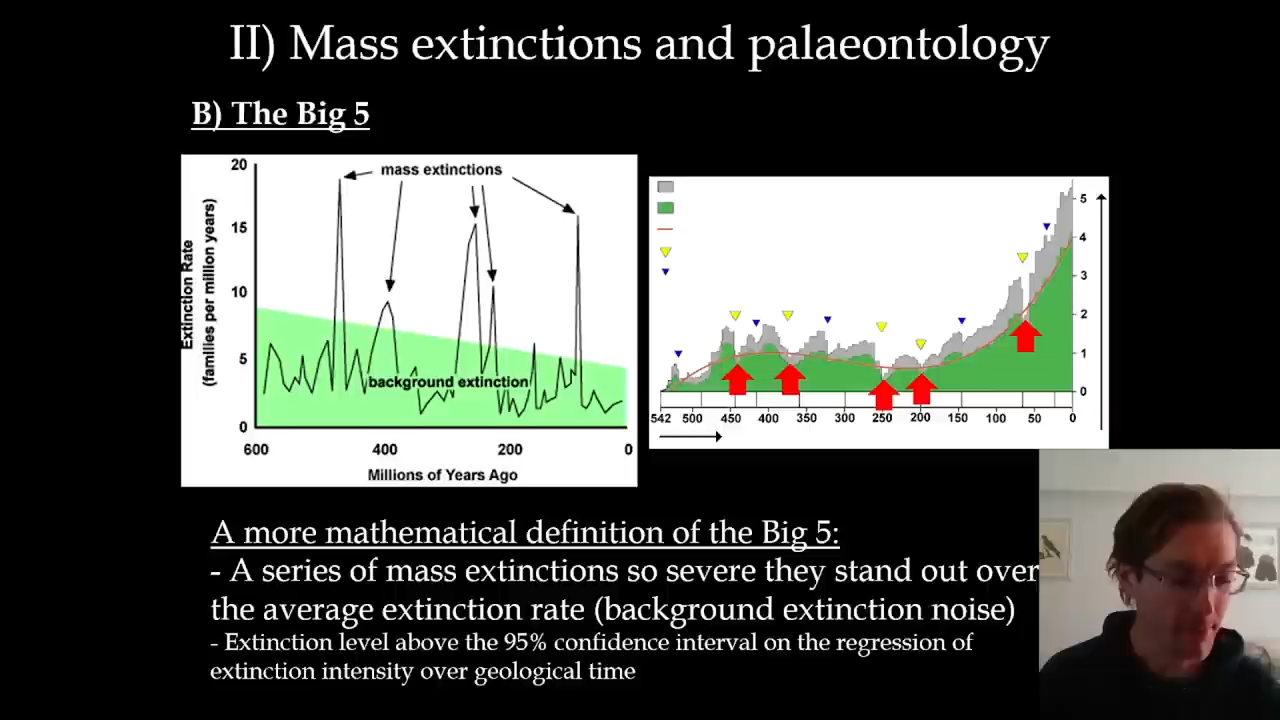 II) Mass extinctions and palaeontology
B) The Big 5
20
mass extinctions
15
10
5
0
Extinction Rate
(families per million years)
background extinction
600
400
200
0
Millions of Years Ago
5
4
3
2
1
0
542
500
450
400
350
300
250
200
150
100
50
0
A more mathematical definition of the Big 5:
- A series of mass extinctions so severe they stand out over
the average extinction rate (background extinction noise)
- Extinction level above the 95% confidence interval on the regression of
extinction intensity over geological time